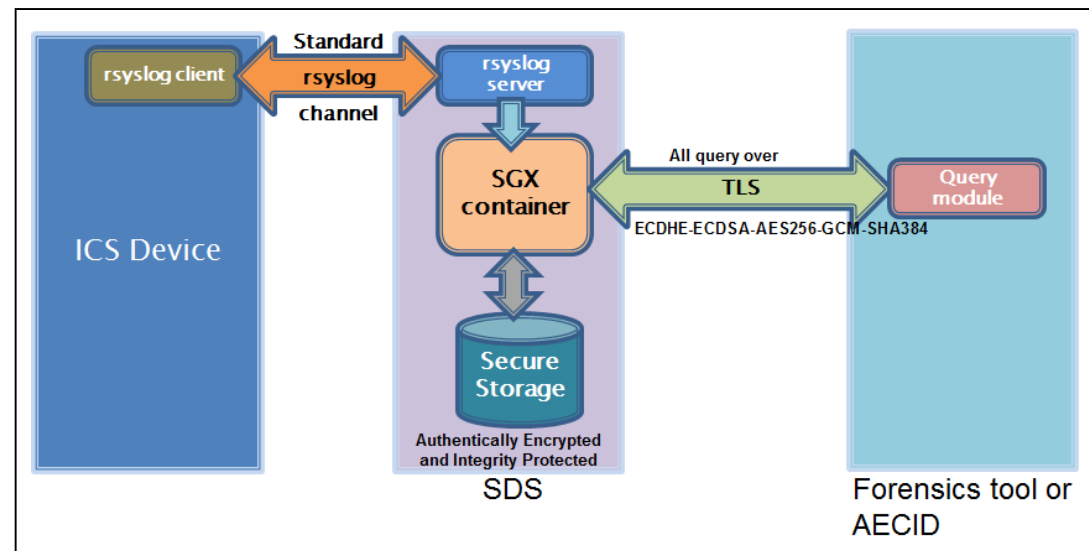 Standard
rsyslog client
rsyslog
channel
rsyslog
server
ICS Device
SGX
container
All query over
TLS
ECDHE-ECDSA-AES256-GCM-SHA384
Query
module
Secure
Storage
Authentically Encrypted
and Integrity Protected
SDS
Forensics tool or
AECID